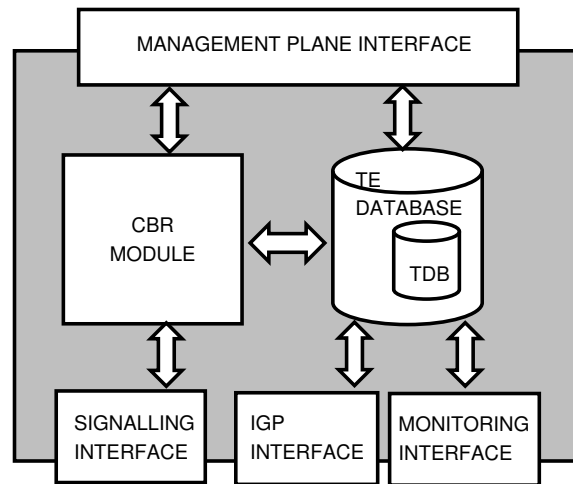 MANAGEMENT PLANE INTERFACE
CBR
MODULE
TE
DATABASE
TDB
SIGNALLING
INTERFACE
IGP
INTERFACE
MONITORING
INTERFACE